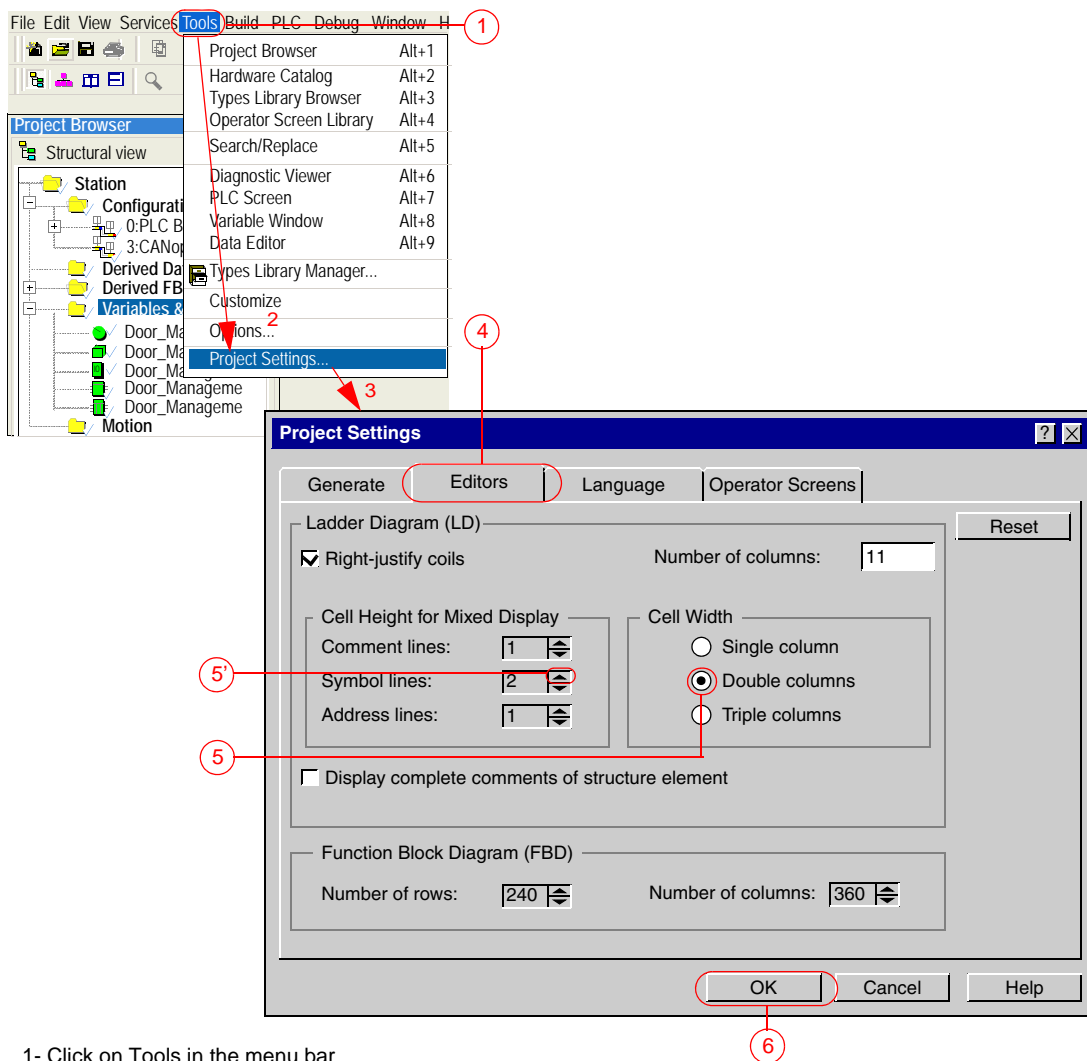 File Edit View Services Tools Build PLC Debug Window H
1
Project Browser Alt+1
Hardware Catalog Alt+2
Types Library Browser Alt+3
Operator Screen Library Alt+4
Search/Replace Alt+5
Diagnostic Viewer Alt+6
PLC Screen Alt+7
Variable Window Alt+8
Data Editor Alt+9
Types Library Manager...
Customize
Options...
2
Project Settings...
3
Project Browser
Structural view
Station
Configurati
0:PLC B
3:CANop
Derived Da
Derived FB
Variables &
Door_Ma
Door_Ma
Door_Manageme
Door_Manageme
Motion
4
Project Settings
?
Generate Editors Language Operator Screens
Ladder Diagram (LD)
Reset
Right-justify coils
Number of columns: 11
Cell Height for Mixed Display
Cell Width
Comment lines: 1
Single column
5'
Symbol lines: 2
Double columns
Address lines: 1
Triple columns
5
Display complete comments of structure element
Function Block Diagram (FBD)
Number of rows: 240
Number of columns: 360
OK Cancel Help
6
1- Click on Tools in the menu bar